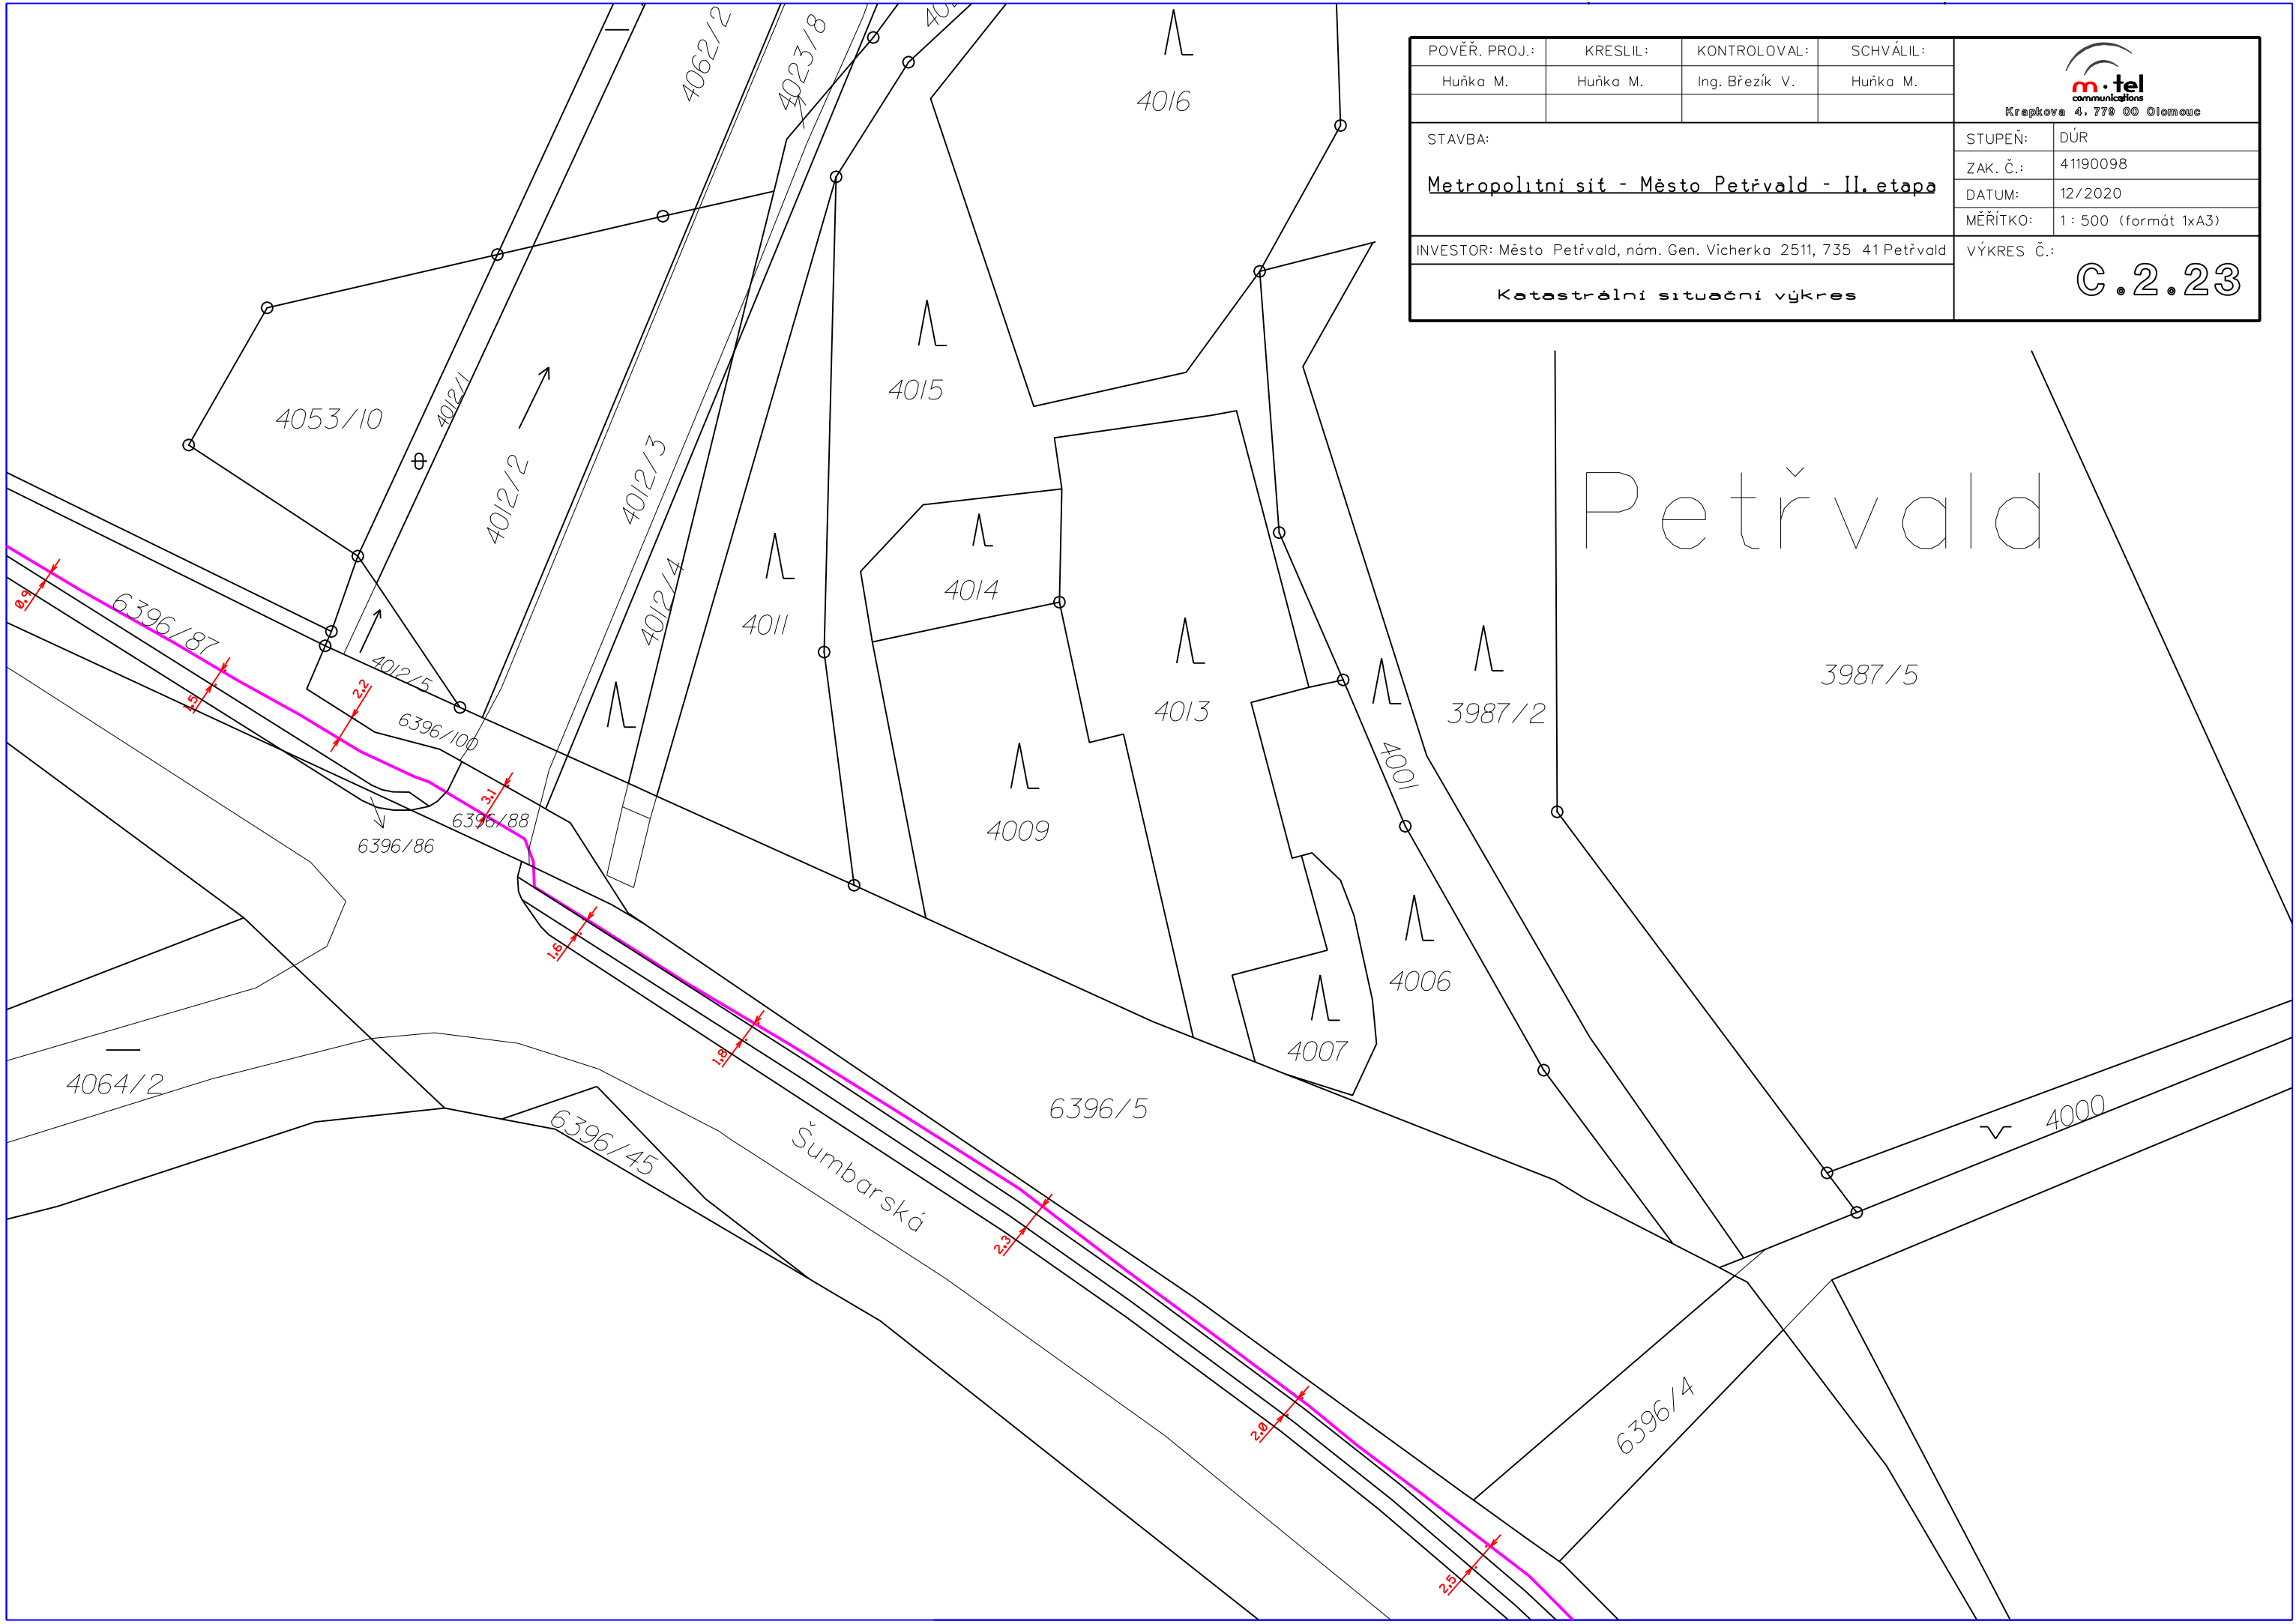 POVĚŘ. PROJ.: KRESLIL: KONTROLOVAL: SCHVÁLIL:
Huňka M. Huňka M. Ing. Březík V. Huňka M.
m·tel
communications
Krapkova 4, 779 00 Olomouc
STAVBA:
Metropolitní síť - Město Petřvald - II. etapa
STUPEŇ: DÚR
ZAK. Č.: 41190098
DATUM: 12/2020
MĚŘÍTKO: 1 : 500 (formát 1xA3)
INVESTOR: Město Petřvald, nám. Gen. Vicherka 2511, 735 41 Petřvald
VÝKRES Č.:
C.2.23
Katastrální situační výkres
4062/2
4023/8
4016
4015
4053/10
4012/1
4012/2
4012/3
4012/4
4011
4014
4013
Petřvald
3987/5
3987/2
4001
0.9
6396/87
1.5
2.2
4012/5
6396/100
3.1
6396/88
6396/86
4009
1.6
1.8
4006
4007
4064/2
6396/45
Šumbarská
6396/5
4000
2.3
2.0
6396/4
2.5